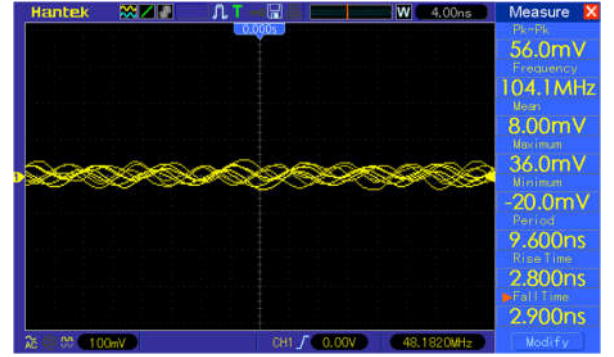 Hantek T W 4.00ns Measure X
0.000s
Pk-Pk
56.0mV
Frequency
104.1MHz
Mean
8.00mV
Maximum
36.0mV
Minimum
-20.0mV
Period
9.600ns
Rise Time
2.800ns
Fall Time
2.900ns
1
AC 100mV CH1 0.00V 48.1820MHz Modify